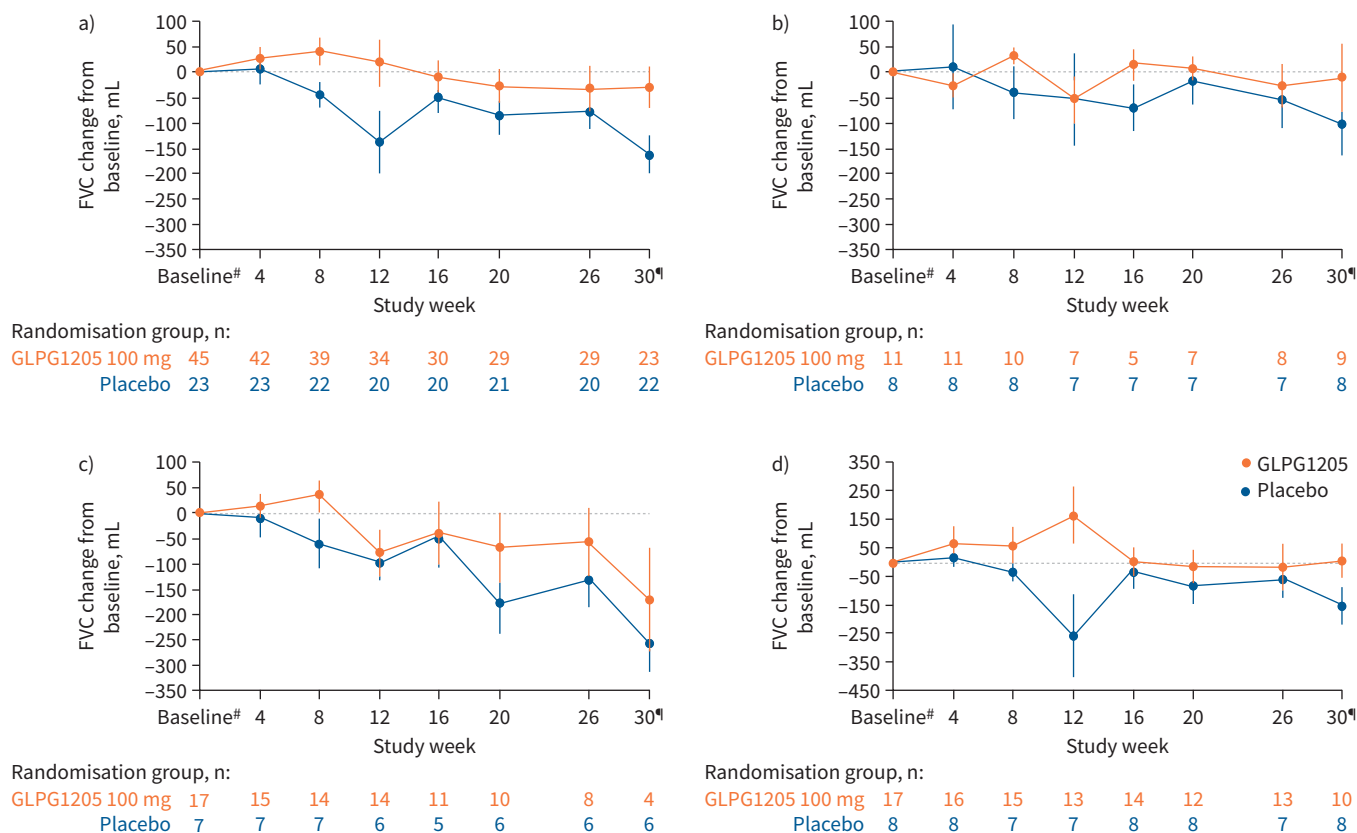 a)
FVC change from
baseline, mL
100
50
0
–50
–100
–150
–200
–250
–300
–350
Baseline# 4 8 12 16 20 26 30¶
Study week
Randomisation group, n:
GLPG1205 100 mg 45 42 39 34 30 29 29 23
Placebo 23 23 22 20 20 21 20 22
b)
FVC change from
baseline, mL
100
50
0
–50
–100
–150
–200
–250
–300
–350
Baseline# 4 8 12 16 20 26 30¶
Study week
Randomisation group, n:
GLPG1205 100 mg 11 11 10 7 5 7 8 9
Placebo 8 8 8 7 7 7 7 8
c)
FVC change from
baseline, mL
100
50
0
–50
–100
–150
–200
–250
–300
–350
Baseline# 4 8 12 16 20 26 30¶
Study week
Randomisation group, n:
GLPG1205 100 mg 17 15 14 14 11 10 8 4
Placebo 7 7 7 6 5 6 6 6
d)
FVC change from
baseline, mL
350
250
150
50
–50
–150
–250
–350
–450
GLPG1205
Placebo
Baseline# 4 8 12 16 20 26 30¶
Study week
Randomisation group, n:
GLPG1205 100 mg 17 16 15 13 14 12 13 10
Placebo 8 8 7 7 8 8 7 8